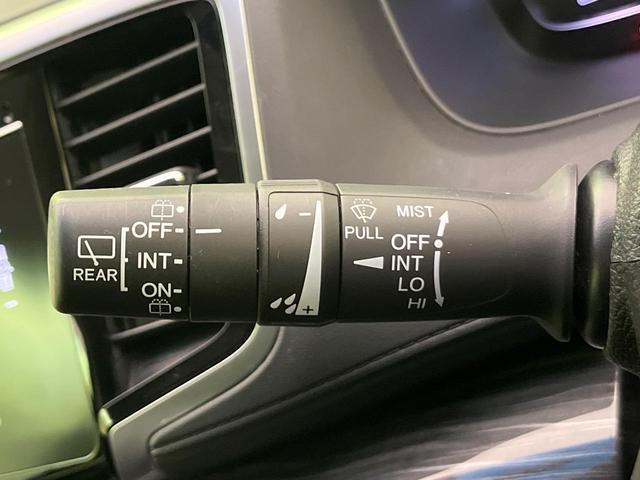 REAR
OFF
INT
ON
−
+
PULL
MIST
OFF
INT
LO
HI